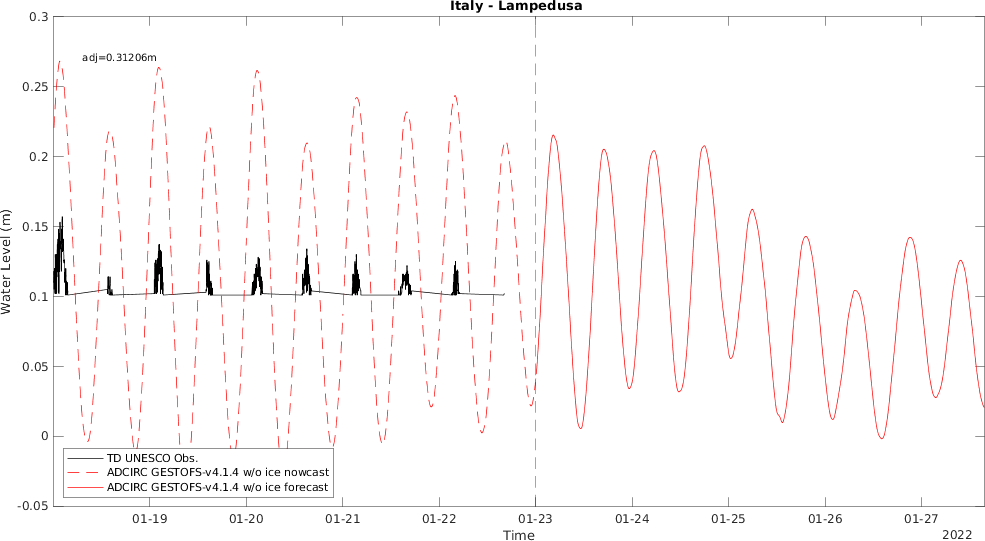 Italy - Lampedusa
adj=0.31206m
0.3
0.25
0.2
0.15
0.1
0.05
0
-0.05
Water Level (m)
TD UNESCO Obs.
ADCIRC GESTOFS-v4.1.4 w/o ice nowcast
ADCIRC GESTOFS-v4.1.4 w/o ice forecast
01-19 01-20 01-21 01-22 01-23 01-24 01-25 01-26 01-27
Time
2022